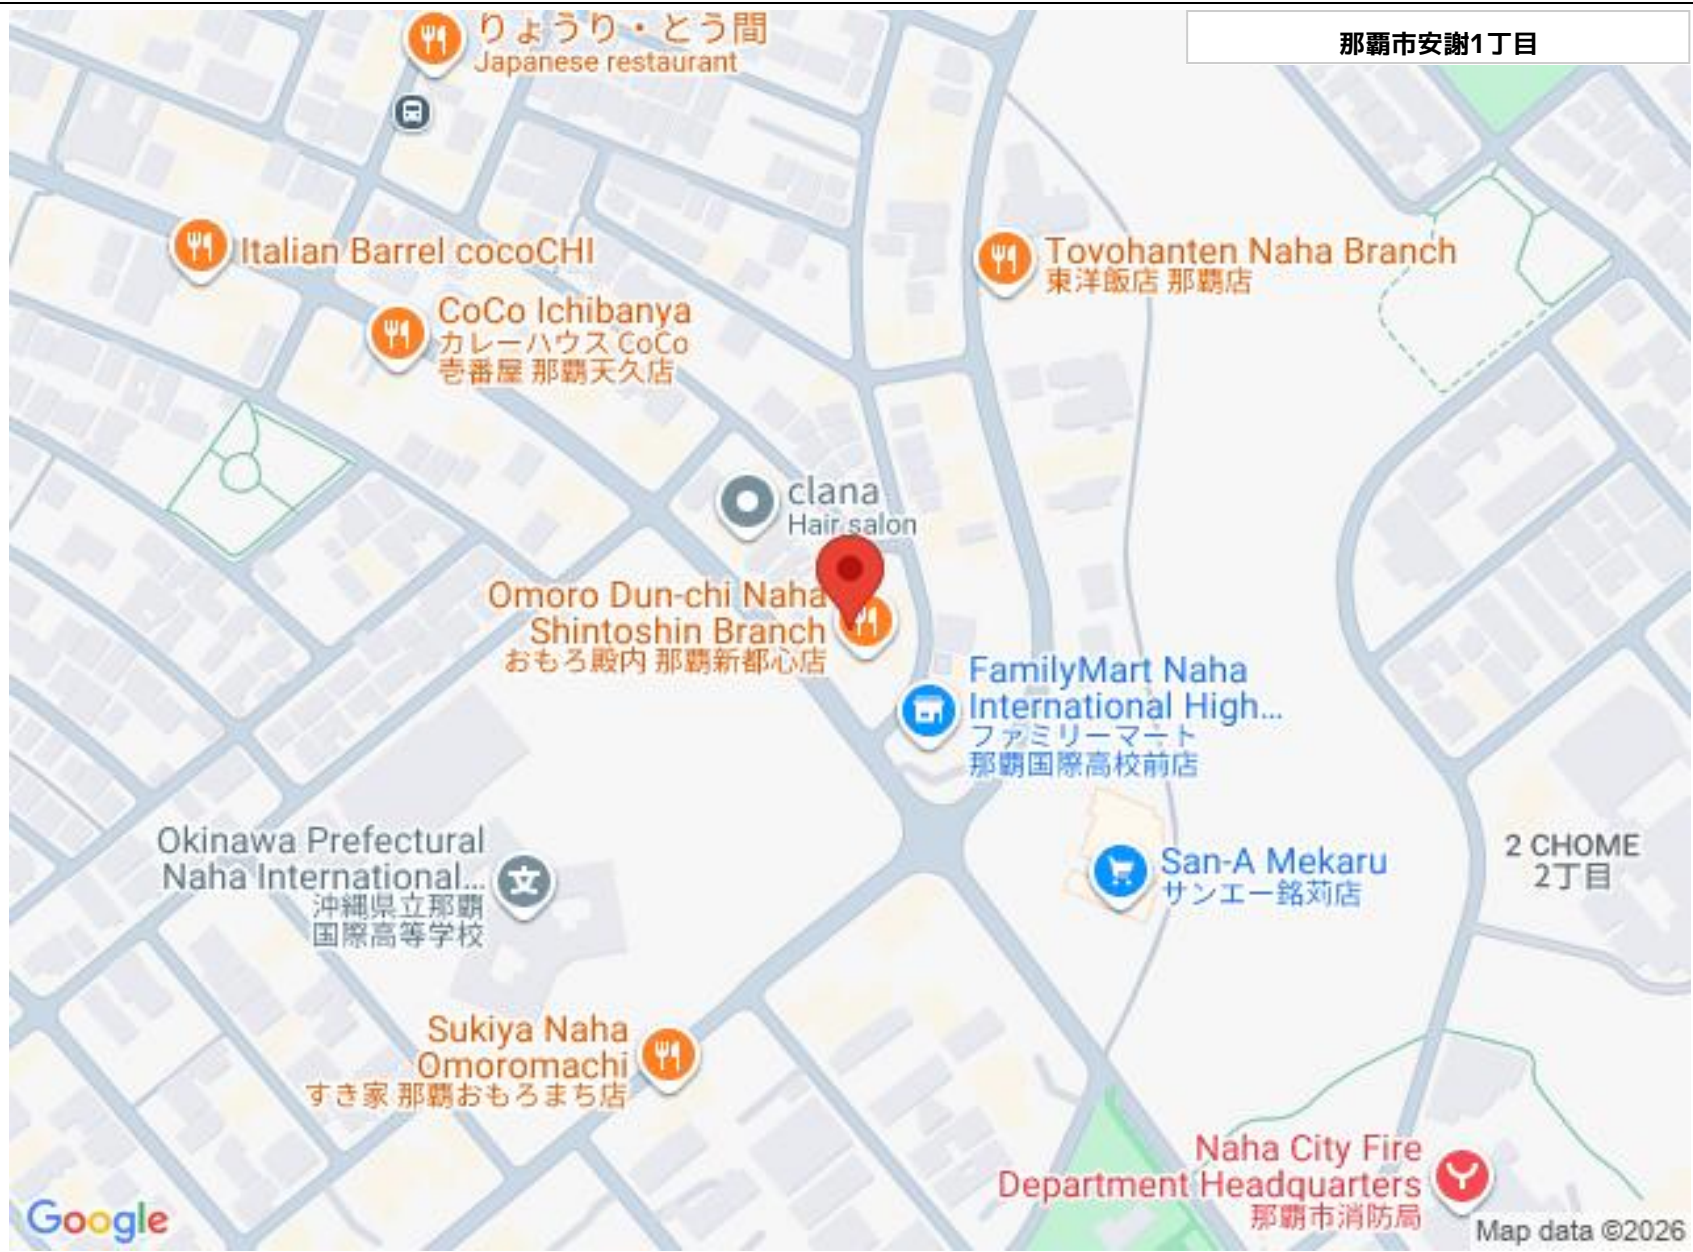 りょうり・とう間
Japanese restaurant
那覇市安謝1丁目
Italian Barrel cocoCHI
Tovohanten Naha Branch
東洋飯店 那覇店
CoCo Ichibanya
カレーハウス CoCo
壱番屋 那覇天久店
clana
Hair salon
Omoro Dun-chi Naha
Shintoshin Branch
おもろ殿内 那覇新都心店
FamilyMart Naha
International High...
ファミリーマート
那覇国際高校前店
Okinawa Prefectural
Naha International...
沖縄県立那覇
国際高等学校
文
San-A Mekaru
サンエー銘苅店
2 CHOME
2丁目
Sukiya Naha
Omoromachi
すき家 那覇おもろまち店
Naha City Fire
Department Headquarters
那覇市消防局
Google
Map data ©2026